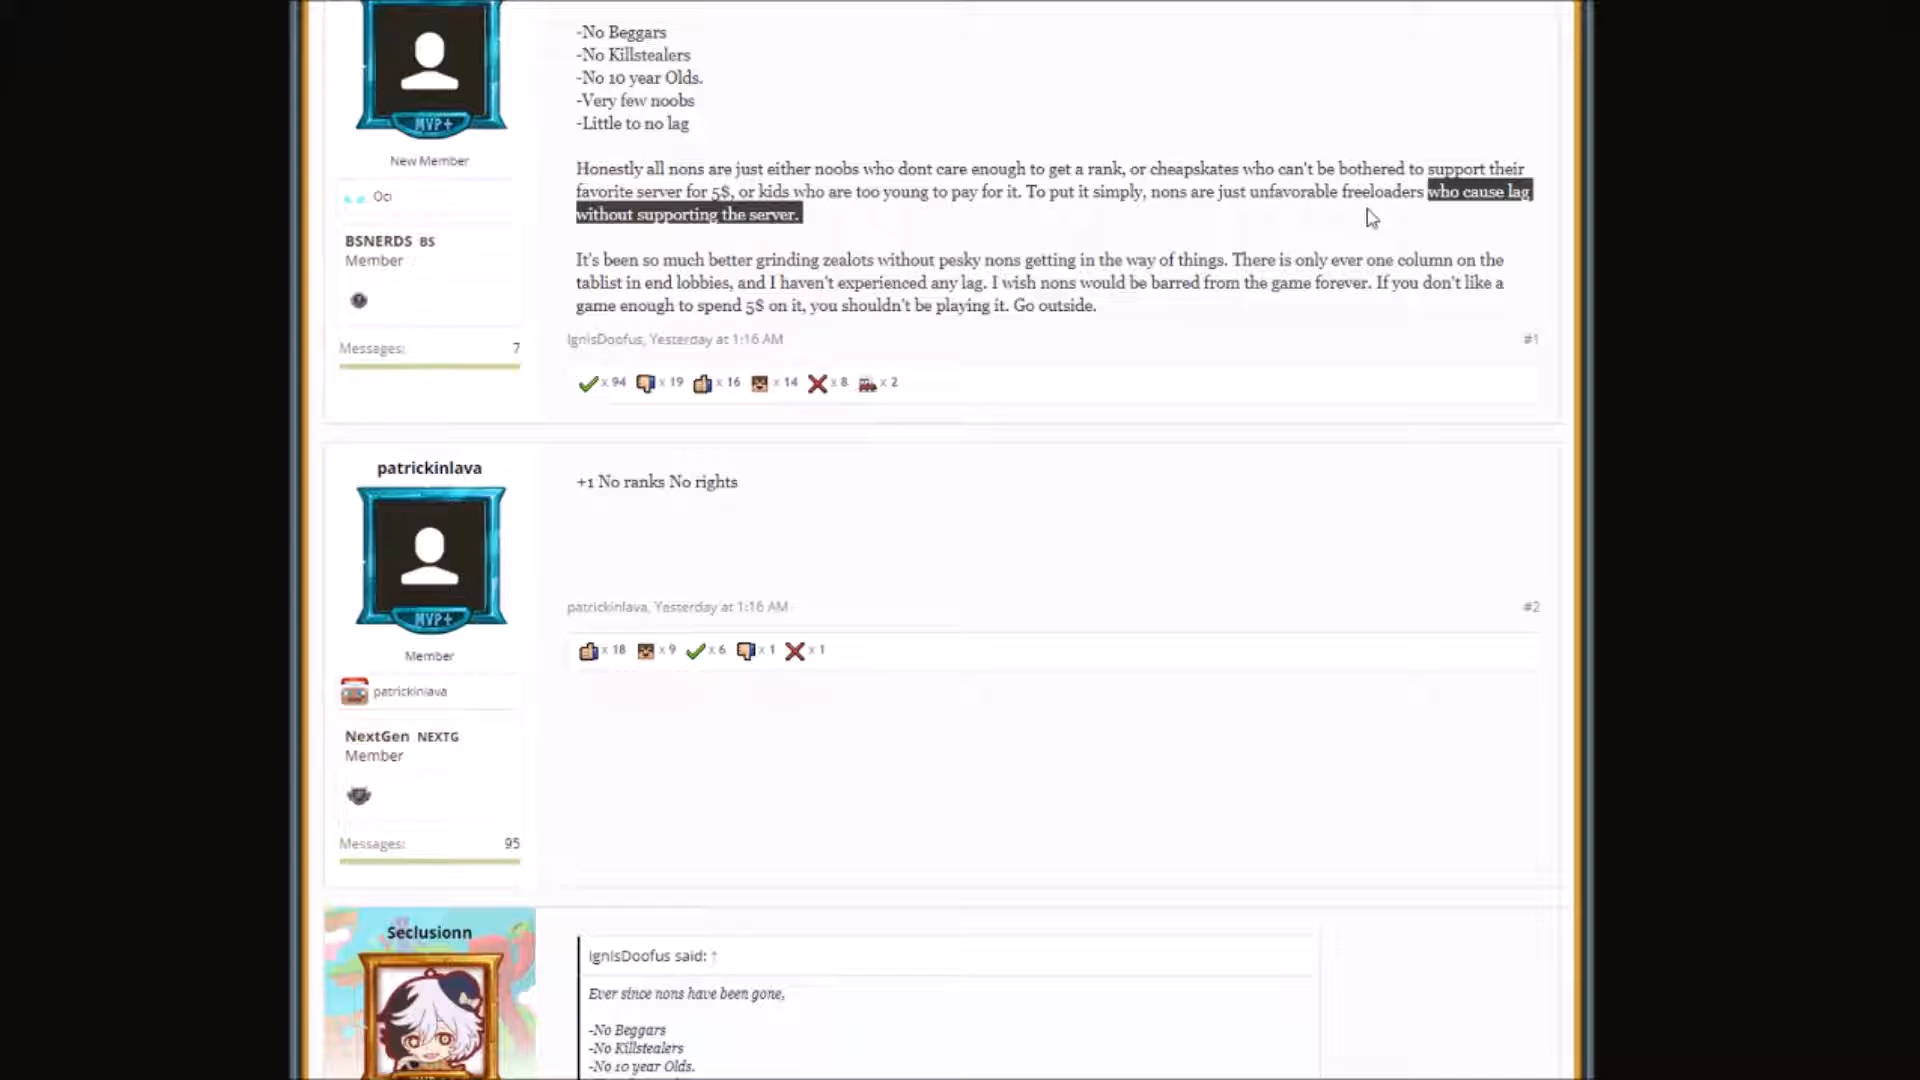 -No Beggars
-No Killstealers
-No 10 year Olds.
-Very few noobs
-Little to no lag
MVP+
New Member
Oci
BSNERDS BS
Member
Messages: 7
Honestly all nons are just either noobs who dont care enough to get a rank, or cheapskates who can't be bothered to support their
favorite server for 5$, or kids who are too young to pay for it. To put it simply, nons are just unfavorable freeloaders who cause lag
without supporting the server.
It's been so much better grinding zealots without pesky nons getting in the way of things. There is only ever one column on the
tablist in end lobbies, and I haven't experienced any lag. I wish nons would be barred from the game forever. If you don't like a
game enough to spend 5$ on it, you shouldn't be playing it. Go outside.
IgnisDoofus, Yesterday at 1:16 AM #1
x 94 x 19 x 16 x 14 x 8 x 2
patrickinlava
MVP+
Member
patrickinlava
NextGen NEXTG
Member
Messages: 95
+1 No ranks No rights
patrickinlava, Yesterday at 1:16 AM #2
x 18 x 9 x 6 x 1 x 1
Seclusionn
IgnisDoofus said: ↑
Ever since nons have been gone,
-No Beggars
-No Killstealers
-No 10 year Olds.